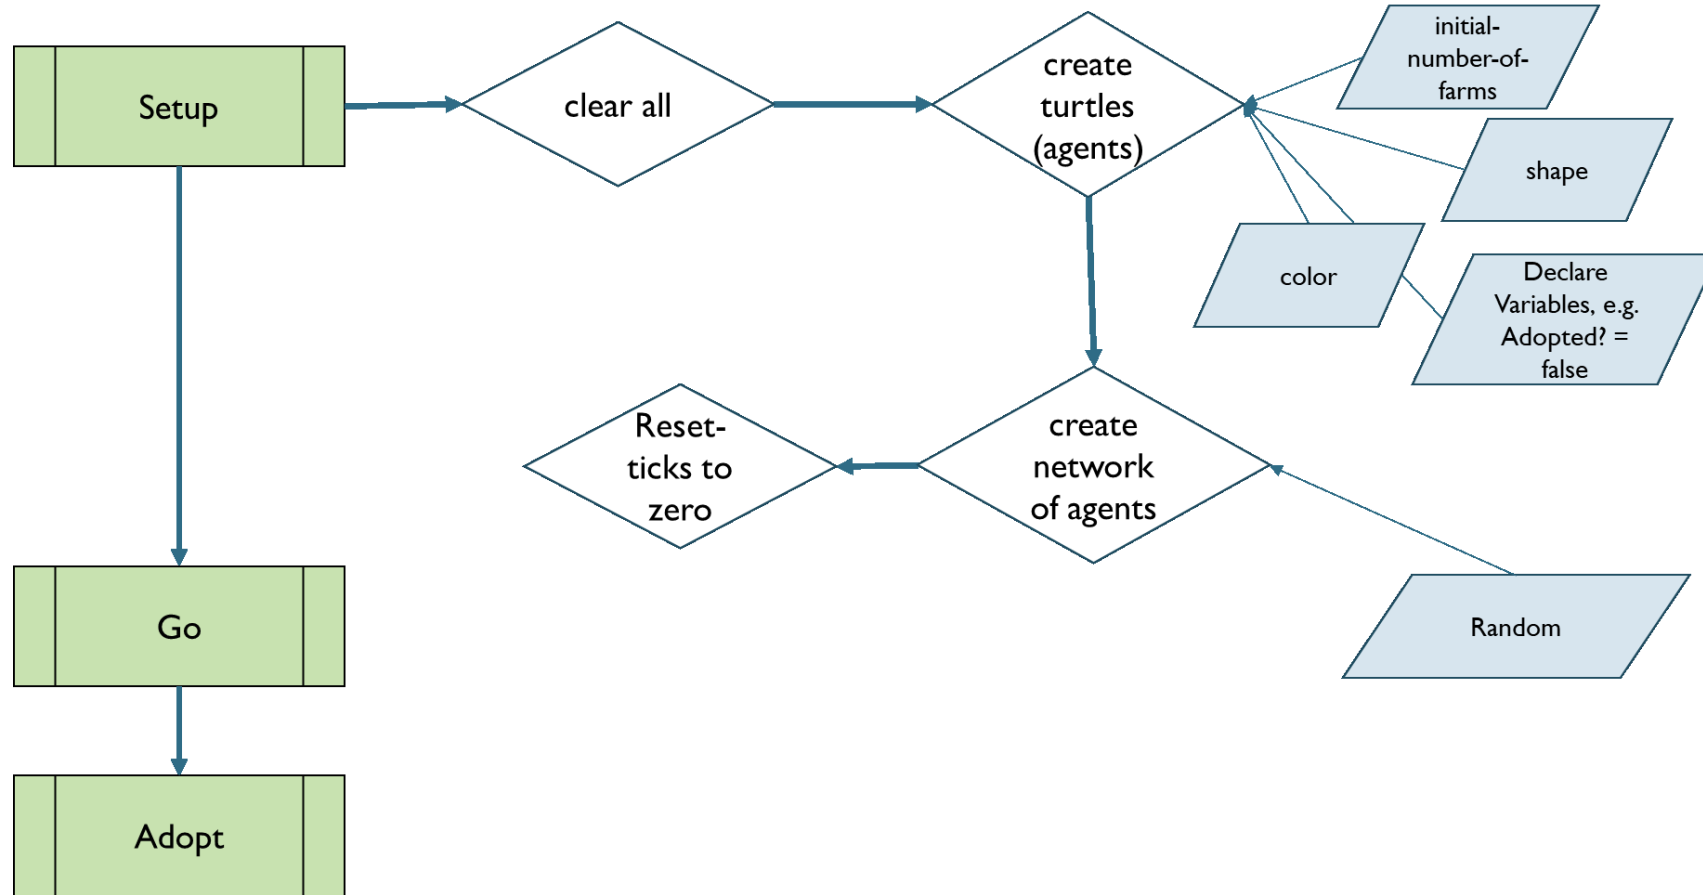 Setup
clear all
create
turtles
(agents)
initial-
number-of-
farms
shape
color
Declare
Variables, e.g.
Adopted? =
false
Reset-
ticks to
zero
create
network
of agents
Go
Random
Adopt